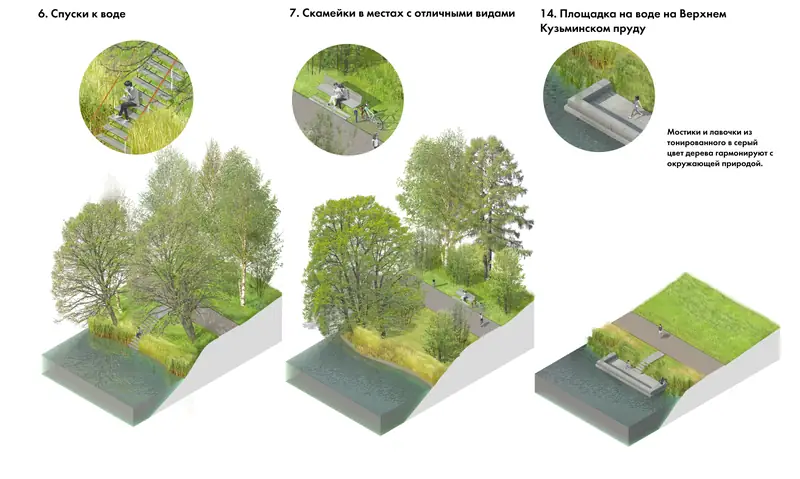 6. Спуски к воде
7. Скамейки в местах с отличными видами
14. Площадка на воде на Верхнем
Кузьминском пруду
Мостики и лавочки из
тонированного в серый
цвет дерева гармонируют с
окружающей природой.